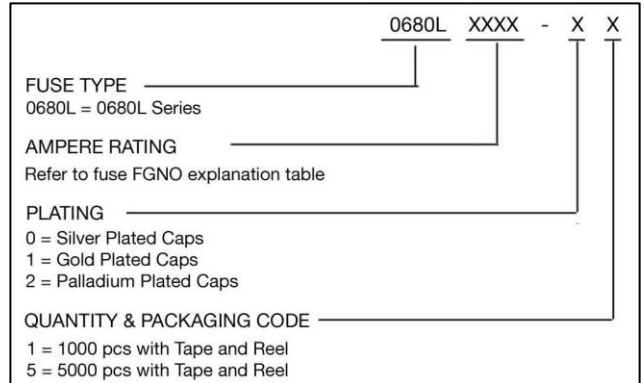 0680L XXXX - X X
FUSE TYPE
0680L = 0680L Series
AMPERE RATING
Refer to fuse FGNO explanation table
PLATING
0 = Silver Plated Caps
1 = Gold Plated Caps
2 = Palladium Plated Caps
QUANTITY & PACKAGING CODE
1 = 1000 pcs with Tape and Reel
5 = 5000 pcs with Tape and Reel